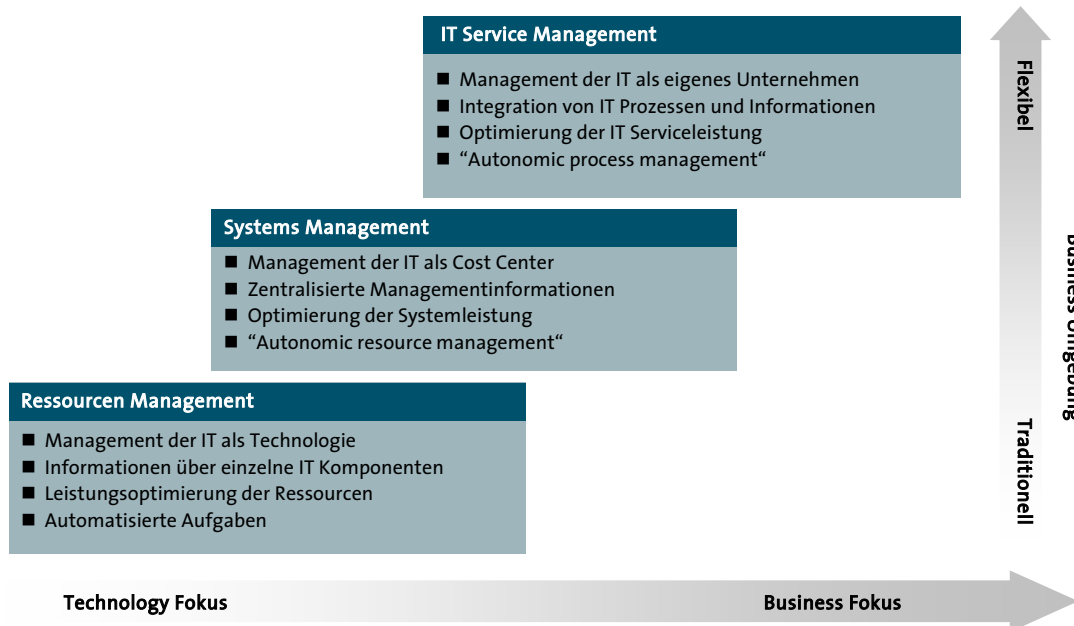 IT Service Management
■ Management der IT als eigenes Unternehmen
■ Integration von IT Prozessen und Informationen
■ Optimierung der IT Serviceleistung
■ “Autonomic process management“
Systems Management
■ Management der IT als Cost Center
■ Zentralisierte Managementinformationen
■ Optimierung der Systemleistung
■ “Autonomic resource management“
Ressourcen Management
■ Management der IT als Technologie
■ Informationen über einzelne IT Komponenten
■ Leistungsoptimierung der Ressourcen
■ Automatisierte Aufgaben
Flexibel
Traditionell
Business Umgebung
Technology Fokus
Business Fokus